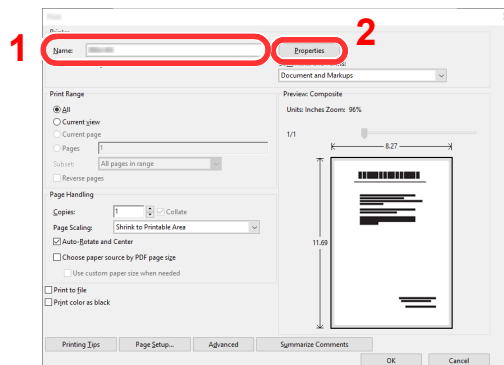 1
2
Name:
Properties
Document and Markups
Print Range
All
Current view
Current page
Pages
1
Subset:
All pages in range
Reverse pages
Page Handling
Copies:
1
Collate
Page Scaling:
Shrink to Printable Area
Auto-Rotate and Center
Choose paper source by PDF page size
Use custom paper size when needed
Print to file
Print color as black
Preview: Composite
Units: Inches Zoom: 96%
1/1
8.27
11.69
Printing Tips
Page Setup...
Advanced
Summarize Comments
OK
Cancel